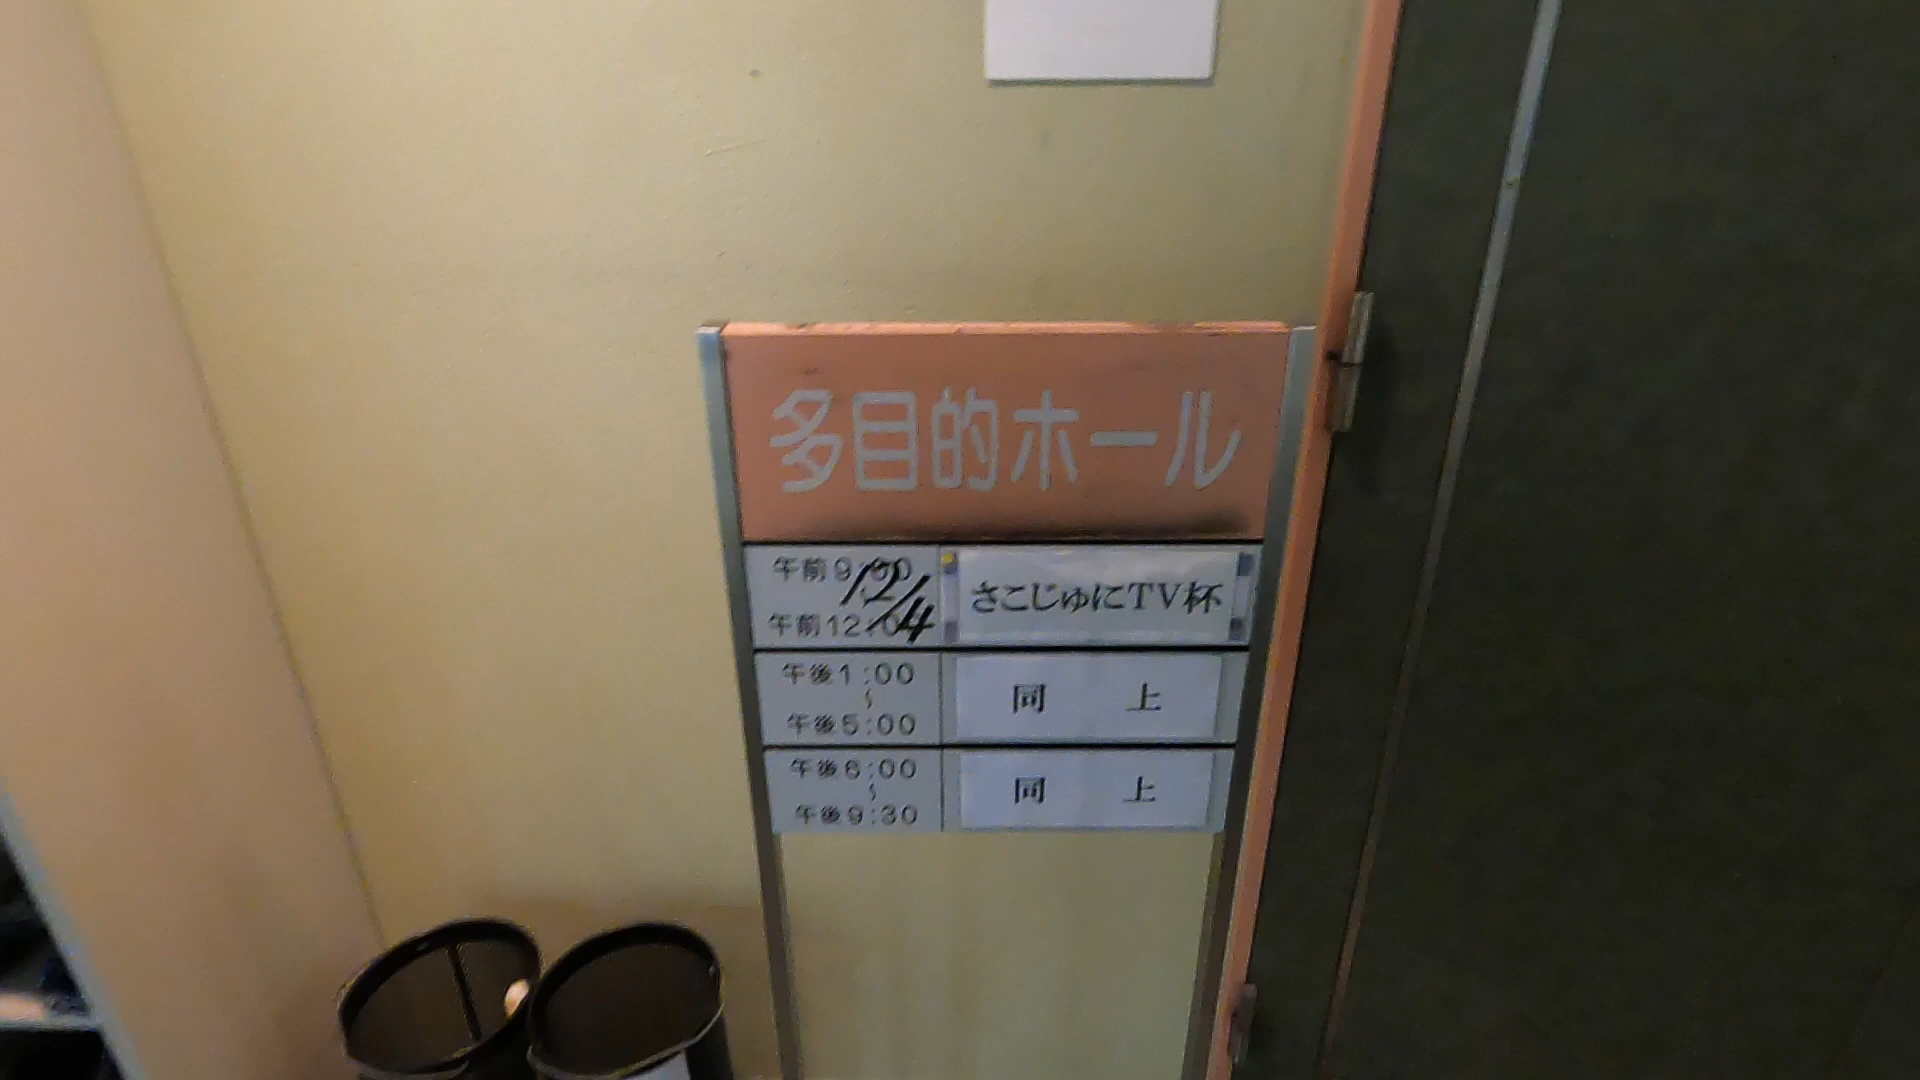 多目的ホール
午前9:00
12/4
午前12:00
さこじゅにTV杯
午後1:00
~
午後5:00
同 上
午後6:00
~
午後9:30
同 上